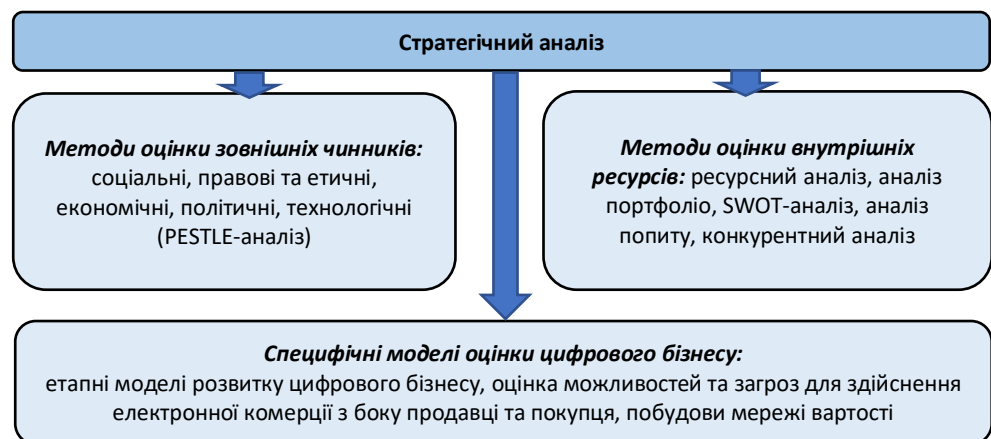 Стратегічний аналіз
Методи оцінки зовнішніх чинників:
соціальні, правові та етичні,
економічні, політичні, технологічні
(PESTLE-аналіз)
Методи оцінки внутрішніх
ресурсів: ресурсний аналіз, аналіз
портфоліо, SWOT-аналіз, аналіз
попиту, конкурентний аналіз
Специфічні моделі оцінки цифрового бізнесу:
етапні моделі розвитку цифрового бізнесу, оцінка можливостей та загроз для здійснення
електронної комерції з боку продавці та покупця, побудови мережі вартості